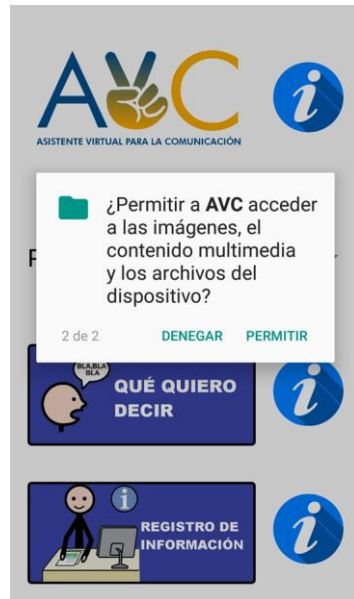 AVC
ASISTENTE VIRTUAL PARA LA COMUNICACIÓN
¿Permitir a AVC acceder
a las imágenes, el
contenido multimedia
y los archivos del
dispositivo?
2 de 2 DENEGAR PERMITIR
BLA,BLA
BLA
QUÉ QUIERO
DECIR
REGISTRO DE
INFORMACIÓN